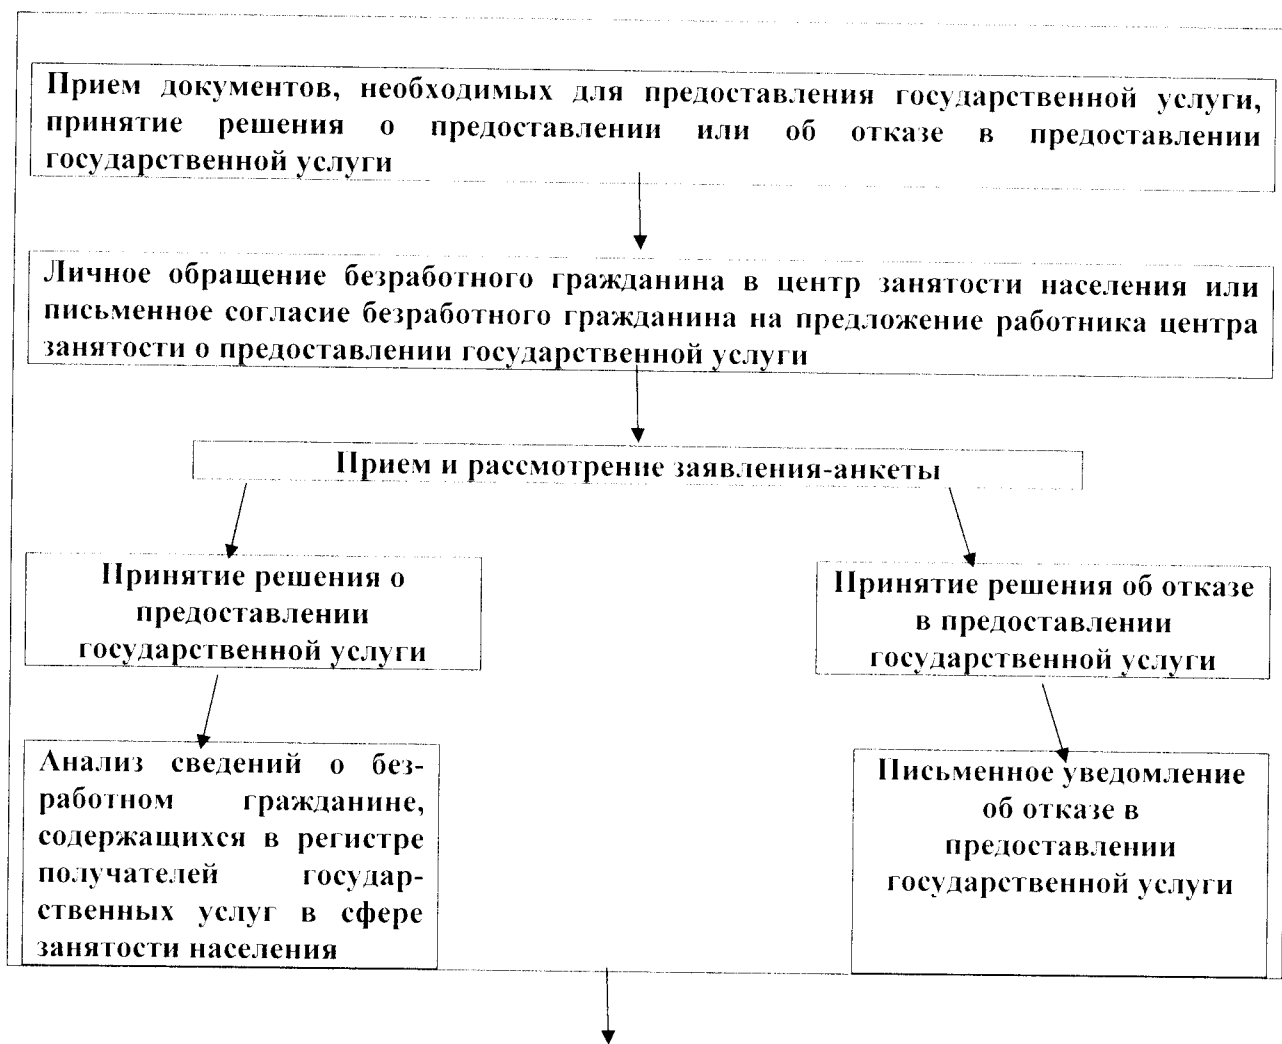 Прием документов, необходимых для предоставления государственной услуги,
принятие решения о предоставлении или об отказе в предоставлении
государственной услуги
Личное обращение безработного гражданина в центр занятости населения или
письменное согласие безработного гражданина на предложение работника центра
занятости о предоставлении государственной услуги
Прием и рассмотрение заявления-анкеты
Принятие решения о
предоставлении
государственной услуги
Принятие решения об отказе
в предоставлении
государственной услуги
Анализ сведений о без-
работном гражданине,
содержащихся в регистре
получателей государ-
ственных услуг в сфере
занятости населения
Письменное уведомление
об отказе в
предоставлении
государственной услуги